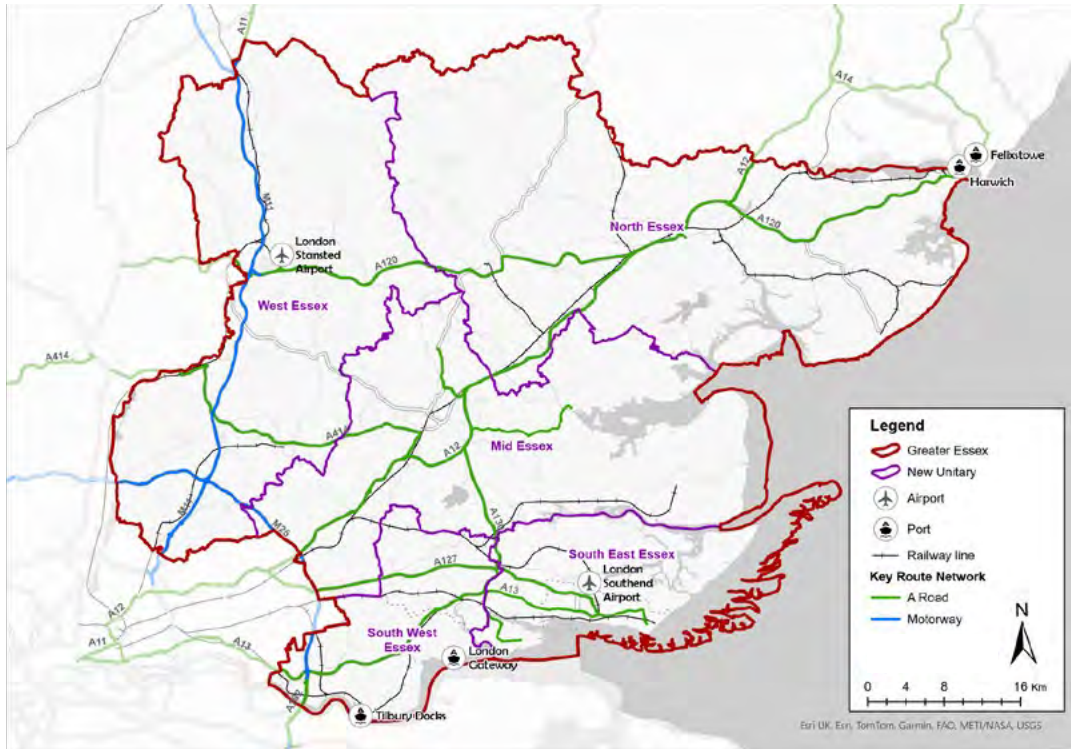 A11
A14
Felixstowe
Harwich
A12
A120
M11
North Essex
London
Stansted
Airport
A120
West Essex
A414
A414
Mid Essex
A12
M11
M25
A130
South East Essex
A127
London
Southend
Airport
A13
A12
A11
A13
South West
Essex
London
Gateway
Tilbury Docks
Legend
Greater Essex
New Unitary
Airport
Port
Railway line
Key Route Network
A Road
Motorway
N
0 4 8 16 Km
Esri UK, Esri, TomTom, Garmin, FAO, METI/NASA, USGS